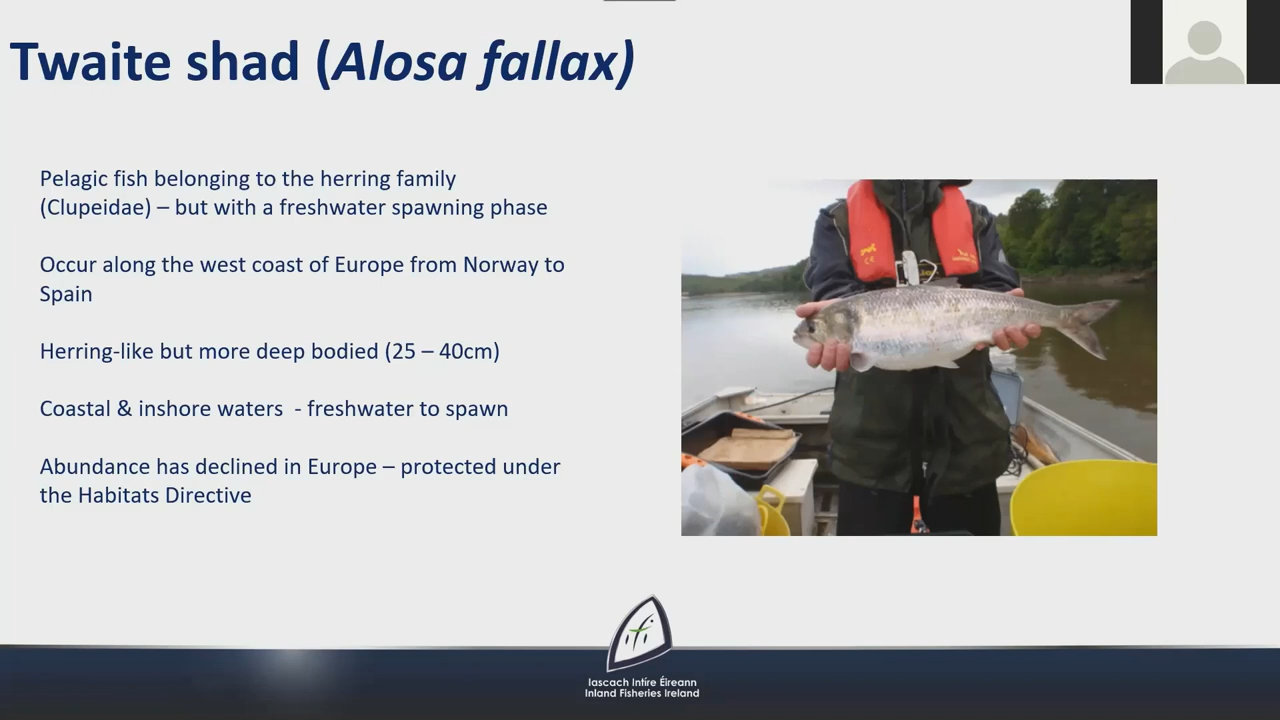 Twaite shad (Alosa fallax)
Pelagic fish belonging to the herring family
(Clupeidae) – but with a freshwater spawning phase
Occur along the west coast of Europe from Norway to
Spain
Herring-like but more deep bodied (25 – 40cm)
Coastal & inshore waters  - freshwater to spawn
Abundance has declined in Europe – protected under
the Habitats Directive
ifi
Iascach Intíre Éireann
Inland Fisheries Ireland